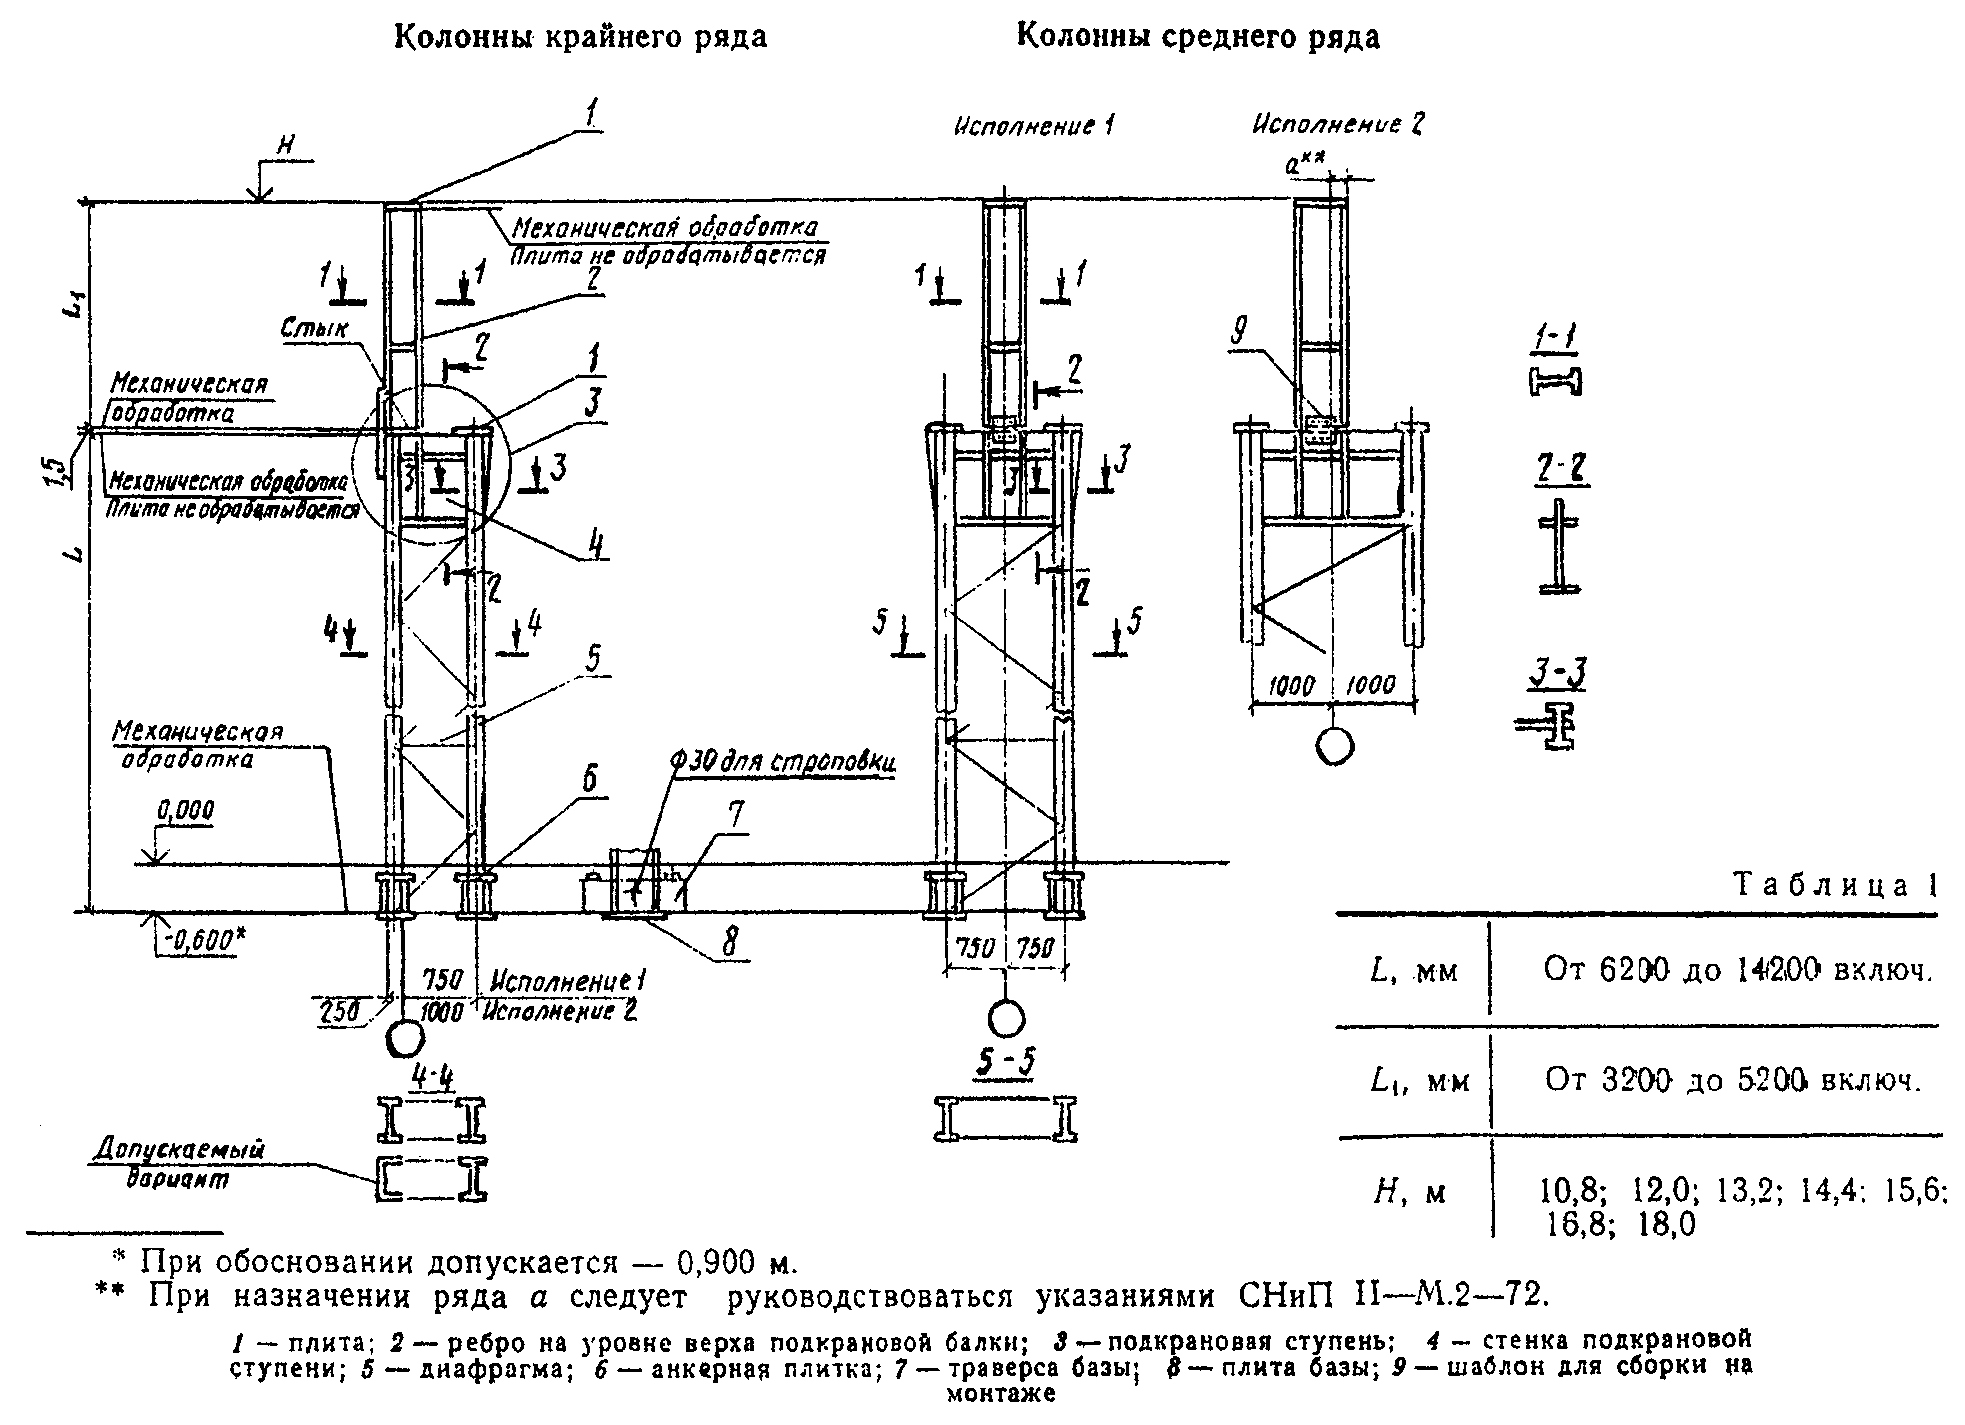 Колонны крайнего ряда
Колонны среднего ряда
Исполнение 1
Исполнение 2
1
H
a**
Механическая обработка
Плита не обрабатывается
1
1
2
1
1
L1
Стык
2
9
1-1
1
2
3
Механическая
обработка
1,5
3
3
3
3
2-2
Механическая обработка
Плита не обрабатывается
L
4
2
2
4
4
5
5
5
3-3
1000
1000
Механическая
обработка
Ф30 для строповки
6
7
0,000
-0,600*
8
750
750
750 Исполнение 1
250
1000 Исполнение 2
4-4
5-5
Допускаемый
вариант
Таблица 1
L, мм
От 6200 до 14200 включ.
L1, мм
От 3200 до 5200 включ.
H, м
10,8; 12,0; 13,2; 14,4; 15,6;
16,8; 18,0
* При обосновании допускается — 0,900 м.
** При назначении ряда а следует руководствоваться указаниями СНиП II—М.2—72.
1 — плита; 2 — ребро на уровне верха подкрановой балки; 3 — подкрановая ступень; 4 — стенка подкрановой
ступени; 5 — диафрагма; 6 — анкерная плитка; 7 — траверса базы; 8 — плита базы; 9 — шаблон для сборки на
монтаже